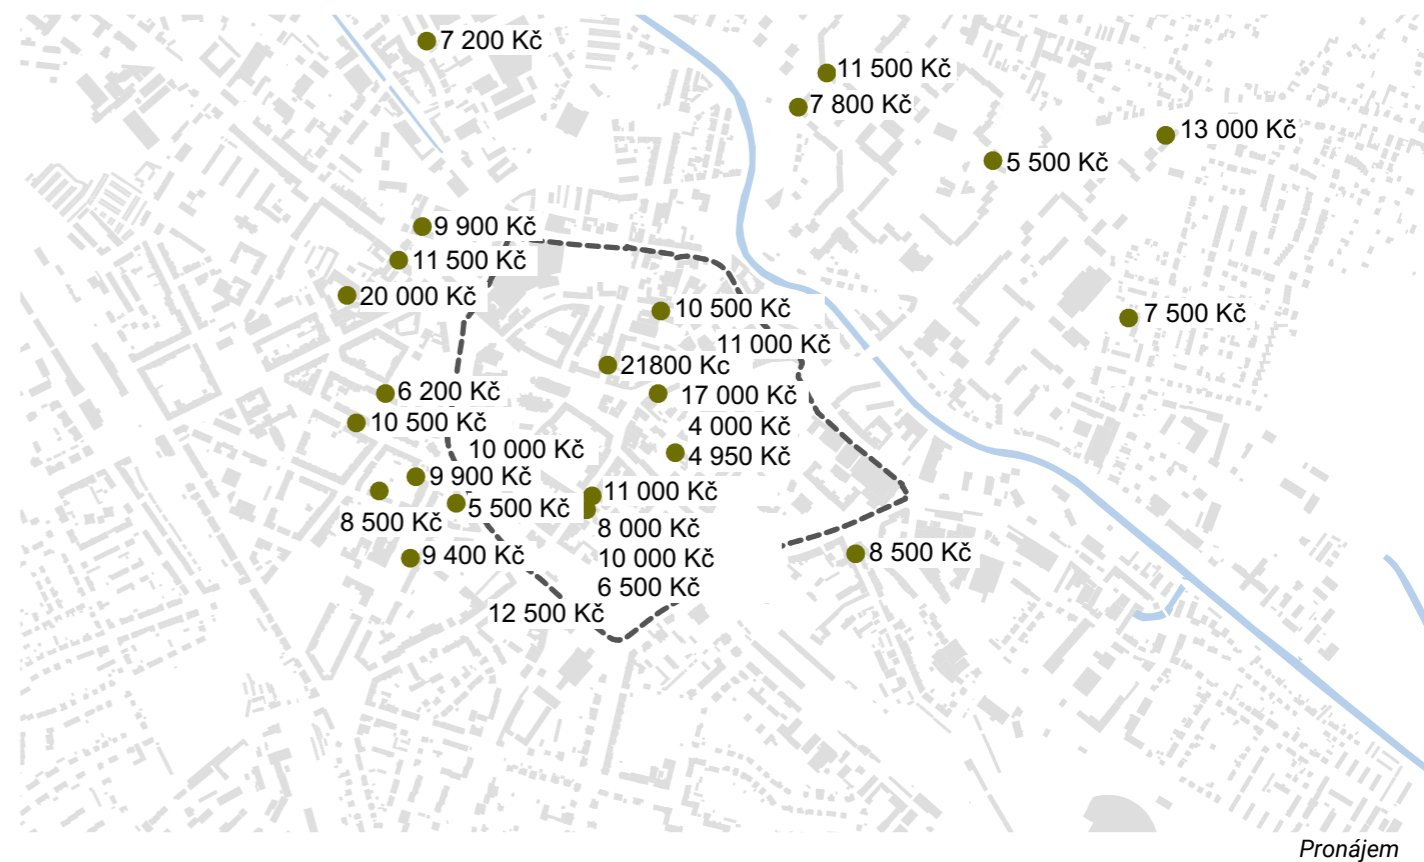 7 200 Kč
11 500 Kč
7 800 Kč
13 000 Kč
5 500 Kč
9 900 Kč
11 500 Kč
20 000 Kč
10 500 Kč
7 500 Kč
11 000 Kč
21800 Kc
6 200 Kč
17 000 Kč
10 500 Kč
4 000 Kč
10 000 Kč
4 950 Kč
9 900 Kč
11 000 Kč
5 500 Kč
8 500 Kč
8 000 Kč
9 400 Kč
8 500 Kč
10 000 Kč
6 500 Kč
12 500 Kč
Pronájem